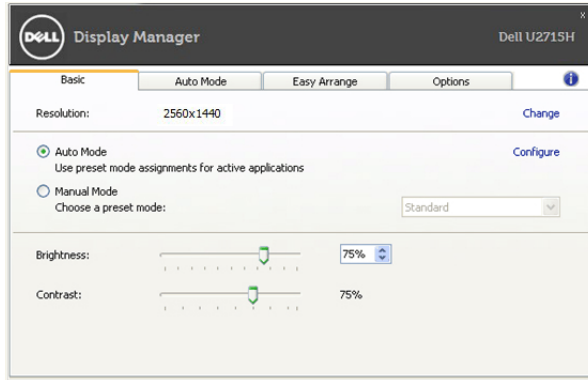 x
DELL Display Manager Dell U2715H
Basic Auto Mode Easy Arrange Options i
Resolution: 2560x1440 Change
Auto Mode Configure
Use preset mode assignments for active applications
Manual Mode
Choose a preset mode: Standard
Brightness: 75%
Contrast: 75%